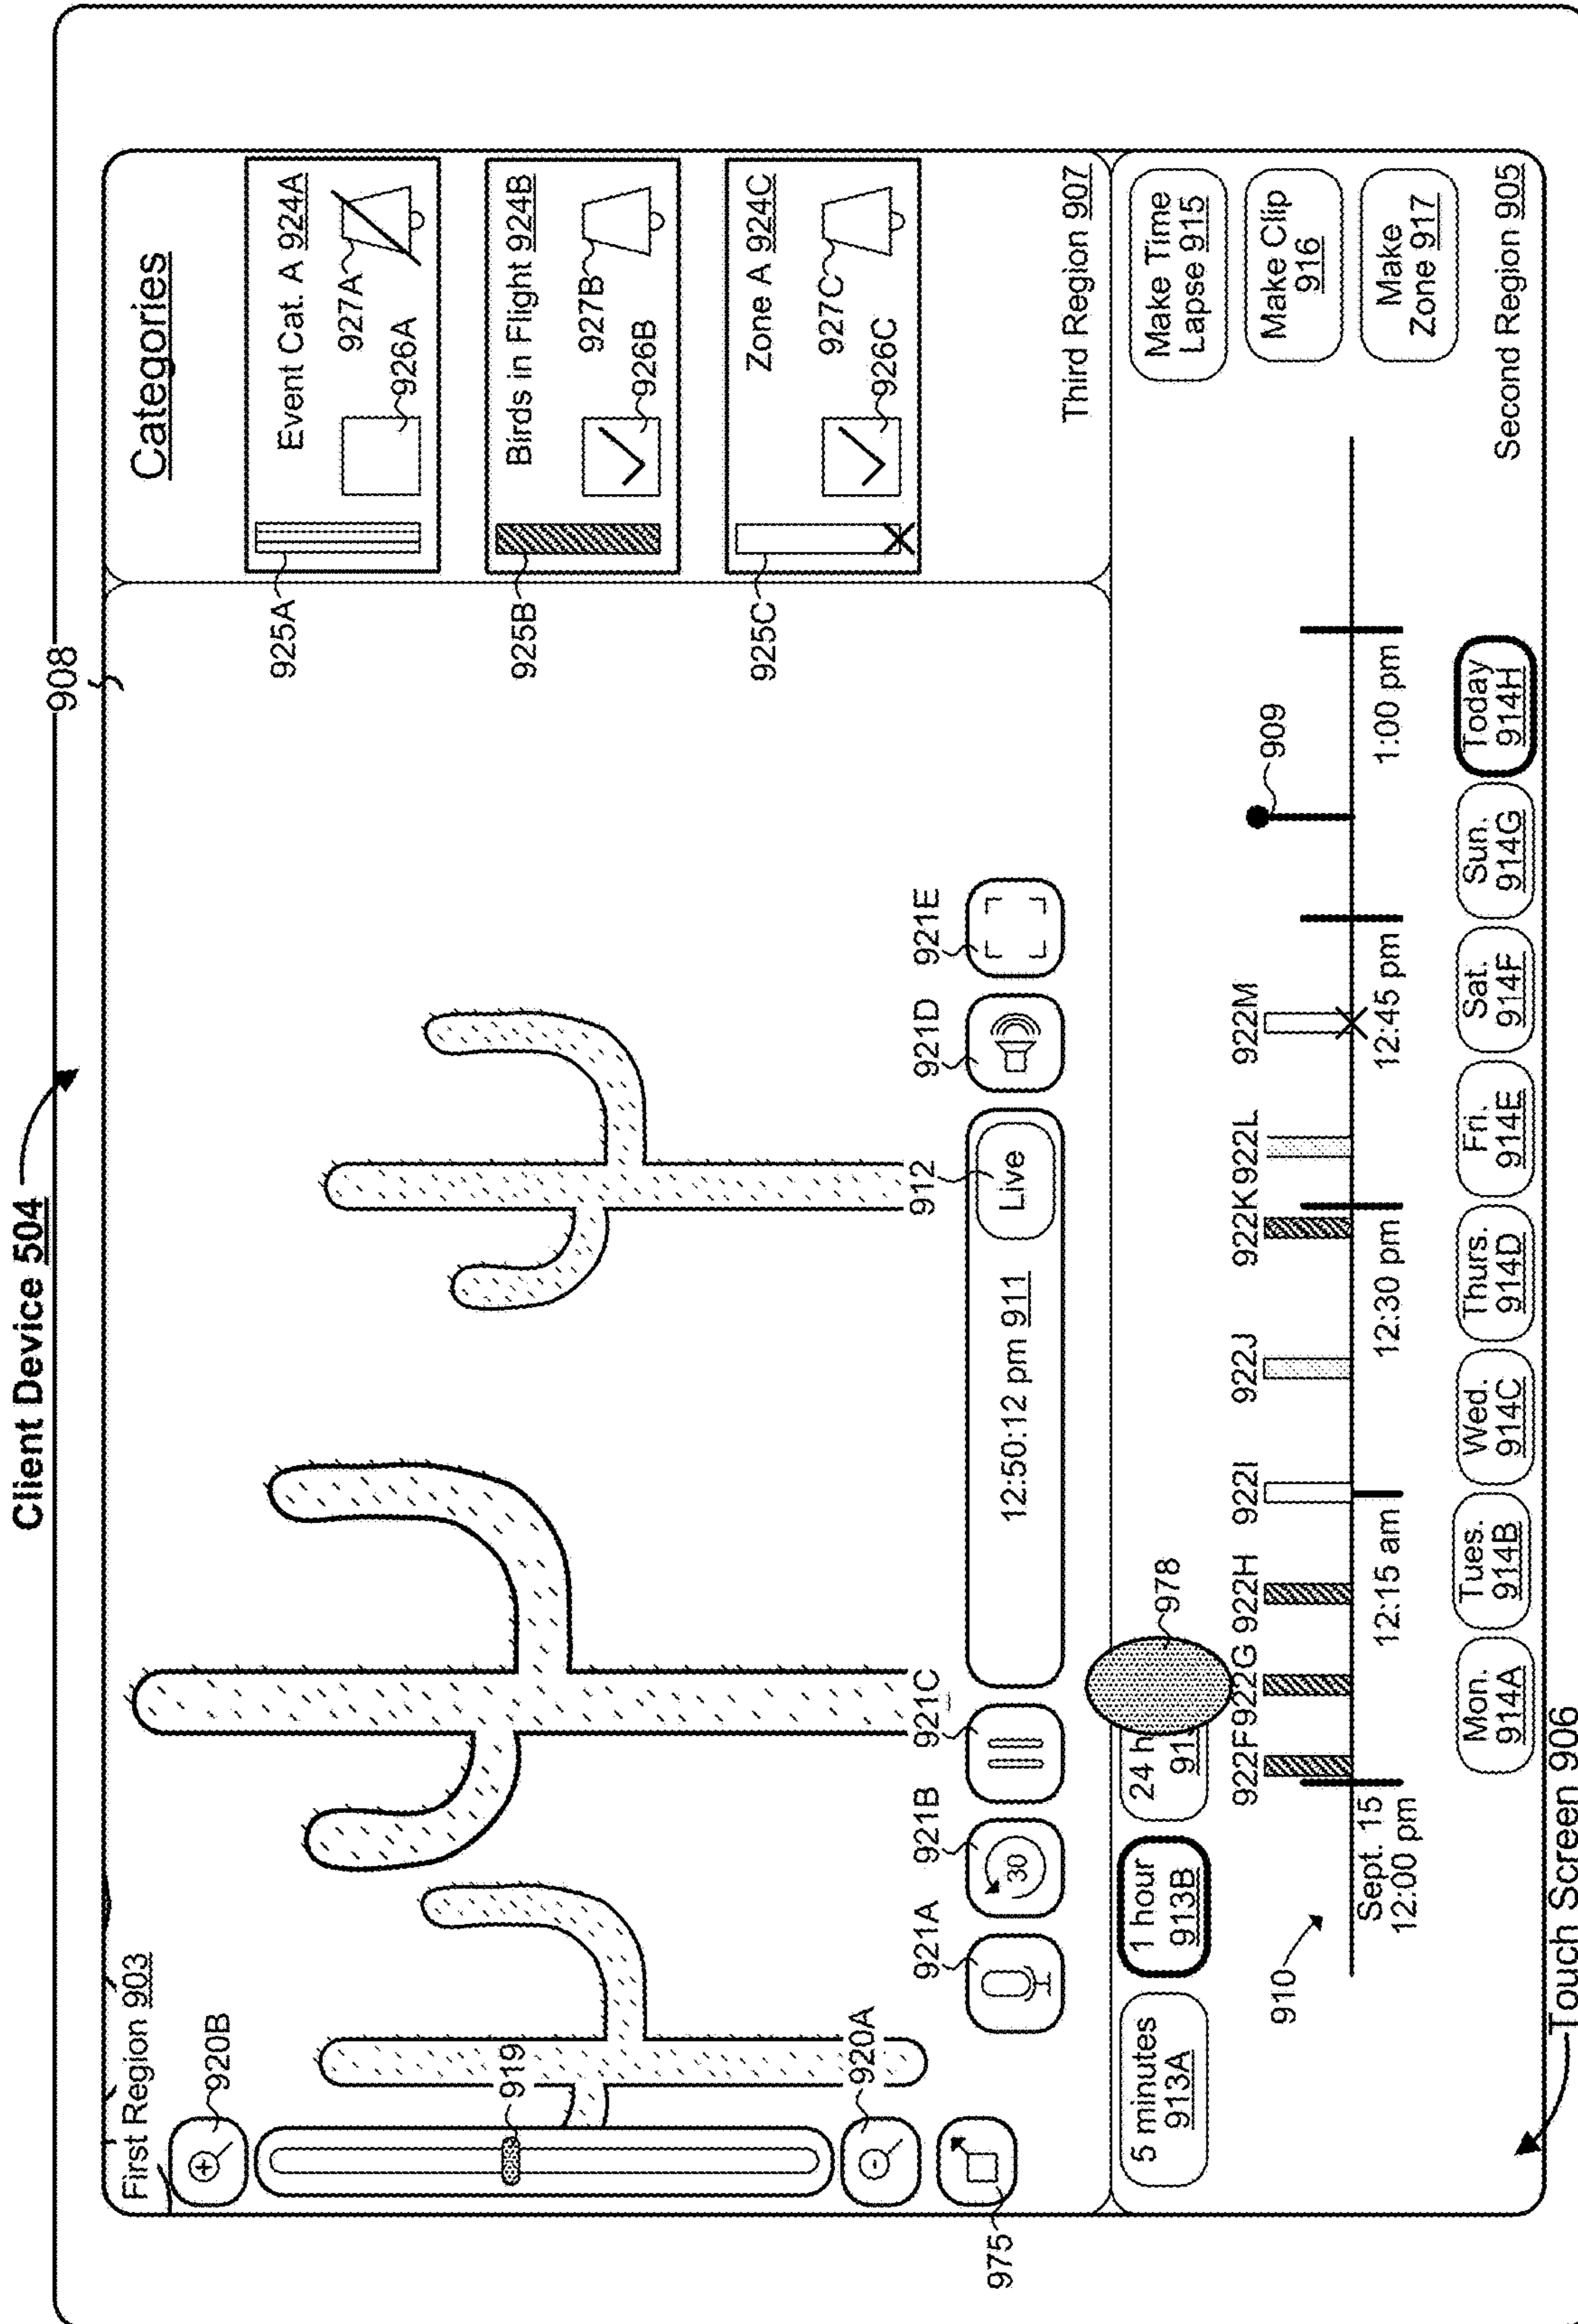 Client Device 504
908
First Region 903
920B
919
920A
975
921A
921B
30
921C
12:50:12 pm 911
Live
912
921D
921E
Categories
Event Cat. A 924A
927A
926A
925A
Birds in Flight 924B
927B
926B
925B
Zone A 924C
927C
926C
925C
Third Region 907
5 minutes
913A
1 hour
913B
24 h
91
978
Make Time
Lapse 915
Make Clip
916
Make
Zone 917
910
922F
922G
922H
922I
922J
922K
922L
922M
909
Sept. 15
12:00 pm
12:15 am
12:30 pm
12:45 pm
1:00 pm
Mon.
914A
Tues.
914B
Wed.
914C
Thurs.
914D
Fri.
914E
Sat.
914F
Sun.
914G
Today
914H
Second Region 905
Touch Screen 906